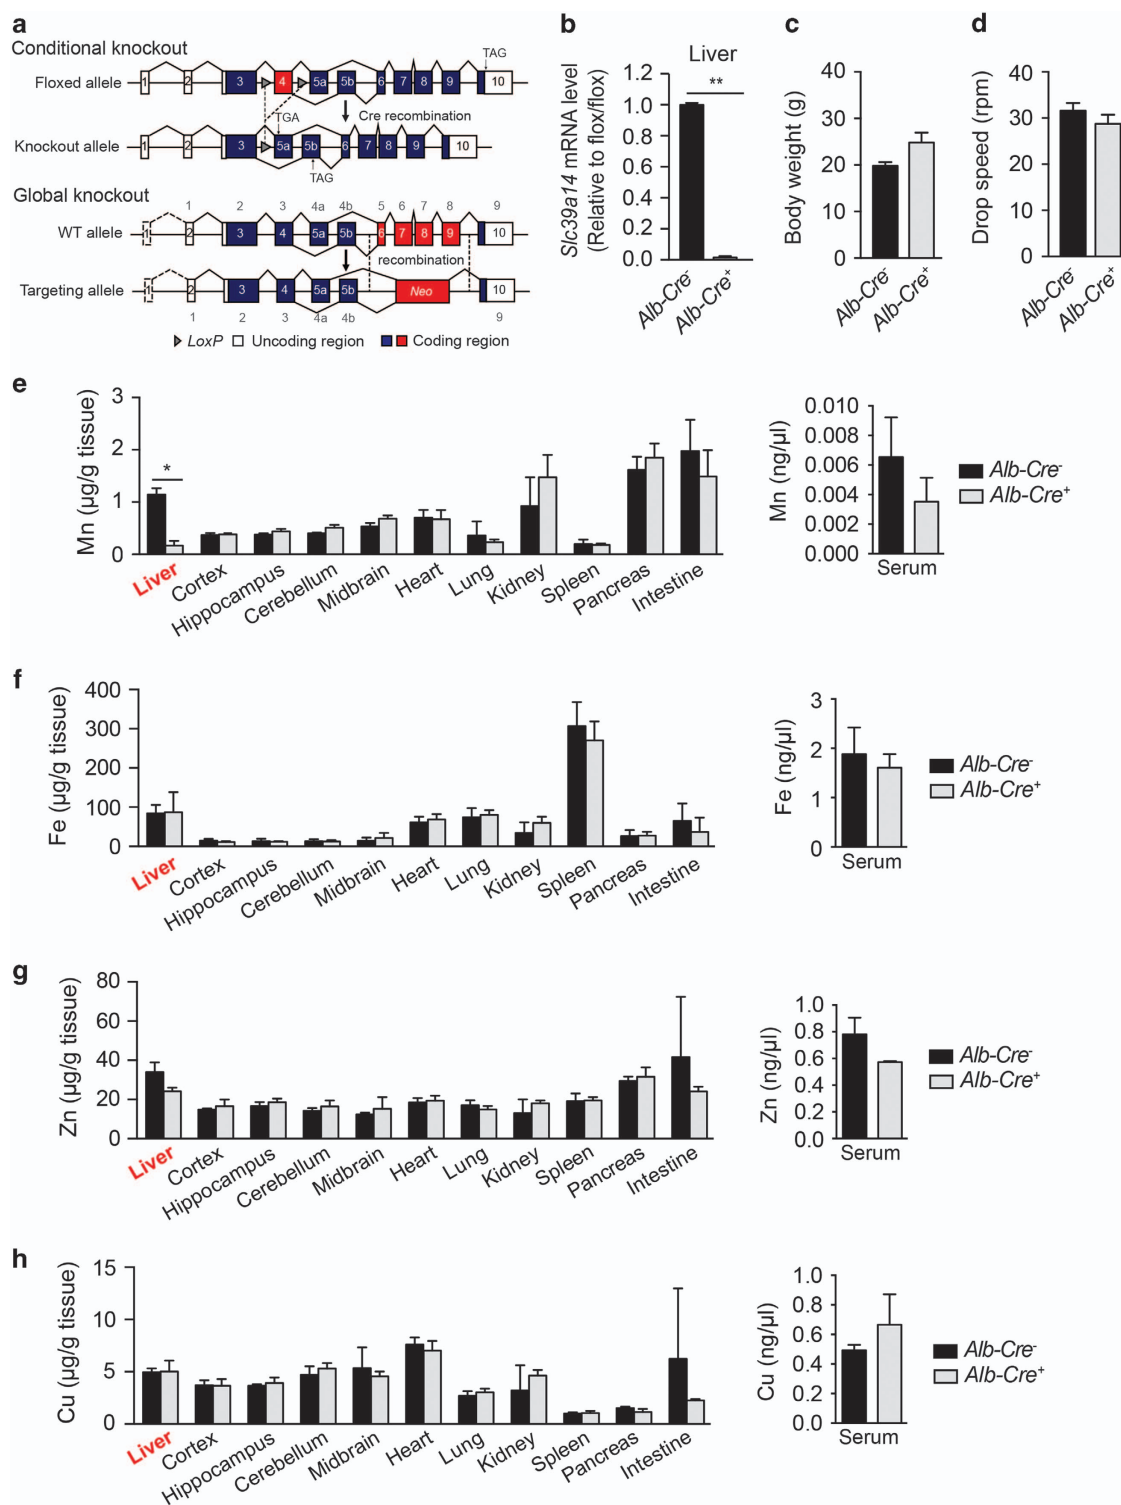 a
Conditional knockout
TAG
Floxed allele 1 2 3 4 5a 5b 6 7 8 9 10
TGA Cre recombination
Knockout allele 1 2 3 5a 5b 6 7 8 9 10
TAG
Global knockout
1 2 3 4a 4b 5 6 7 8 9
WT allele 1 2 3 4 5a 5b 6 7 8 9 10
recombination
Targeting allele 1 2 3 4 5a 5b Neo 10
1 2 3 4a 4b 9
LoxP Uncoding region Coding region
b
Liver
Slc39a14 mRNA level
(Relative to flox/flox)
1.2
1.0
0.8
0.6
0.4
0.2
0.0
**
Alb-Cre-
Alb-Cre+
c
Body weight (g)
40
30
20
10
0
Alb-Cre-
Alb-Cre+
d
Drop speed (rpm)
40
30
20
10
0
Alb-Cre-
Alb-Cre+
e
Mn (µg/g tissue)
3
2
1
0
*
Liver Cortex Hippocampus Cerebellum Midbrain Heart Lung Kidney Spleen Pancreas Intestine
Mn (ng/µl)
0.010
0.008
0.006
0.004
0.002
0.000
Serum
Alb-Cre-
Alb-Cre+
f
Fe (µg/g tissue)
400
300
200
100
0
Liver Cortex Hippocampus Cerebellum Midbrain Heart Lung Kidney Spleen Pancreas Intestine
Fe (ng/µl)
3
2
1
0
Serum
Alb-Cre-
Alb-Cre+
g
Zn (µg/g tissue)
80
60
40
20
0
Liver Cortex Hippocampus Cerebellum Midbrain Heart Lung Kidney Spleen Pancreas Intestine
Zn (ng/µl)
1.0
0.8
0.6
0.4
0.2
0.0
Serum
Alb-Cre-
Alb-Cre+
h
Cu (µg/g tissue)
15
10
5
0
Liver Cortex Hippocampus Cerebellum Midbrain Heart Lung Kidney Spleen Pancreas Intestine
Cu (ng/µl)
1.0
0.8
0.6
0.4
0.2
0.0
Serum
Alb-Cre-
Alb-Cre+